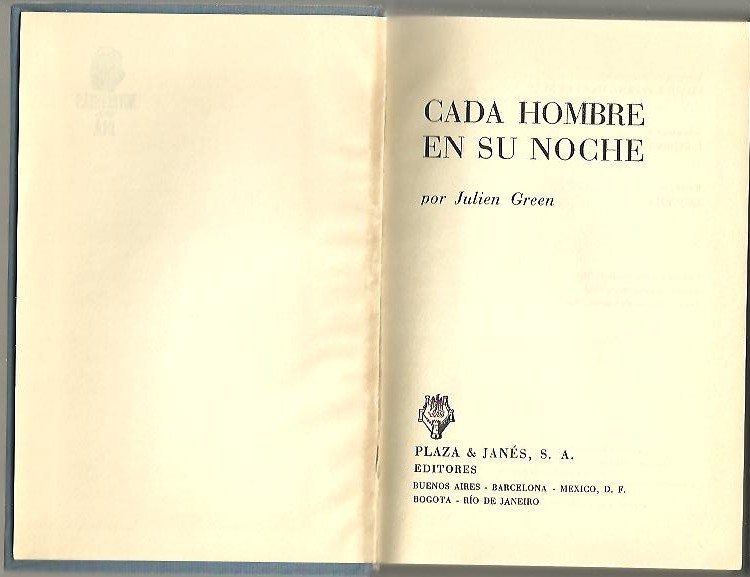 CADA HOMBRE
EN SU NOCHE
por Julien Green
PLAZA & JANÉS, S. A.
EDITORES
BUENOS AIRES - BARCELONA - MEXICO, D. F.
BOGOTA - RÍO DE JANEIRO